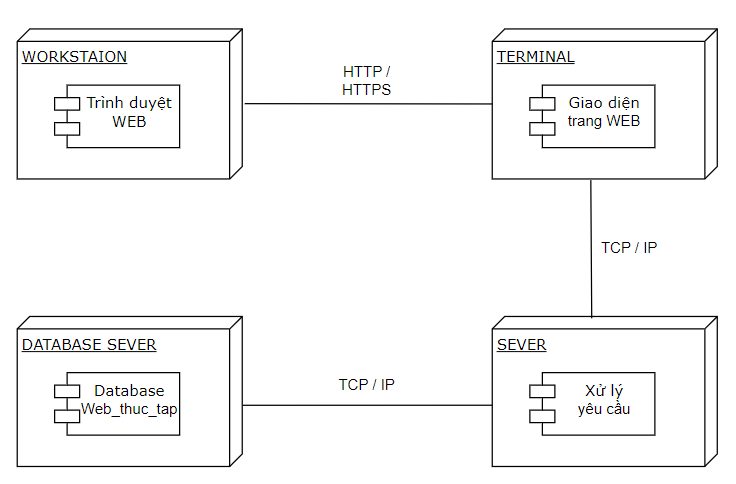 WORKSTAION
Trình duyệt
WEB
HTTP /
HTTPS
TERMINAL
Giao diện
trang WEB
TCP / IP
DATABASE SEVER
Database
Web_thuc_tap
TCP / IP
SEVER
Xử lý
yêu cầu